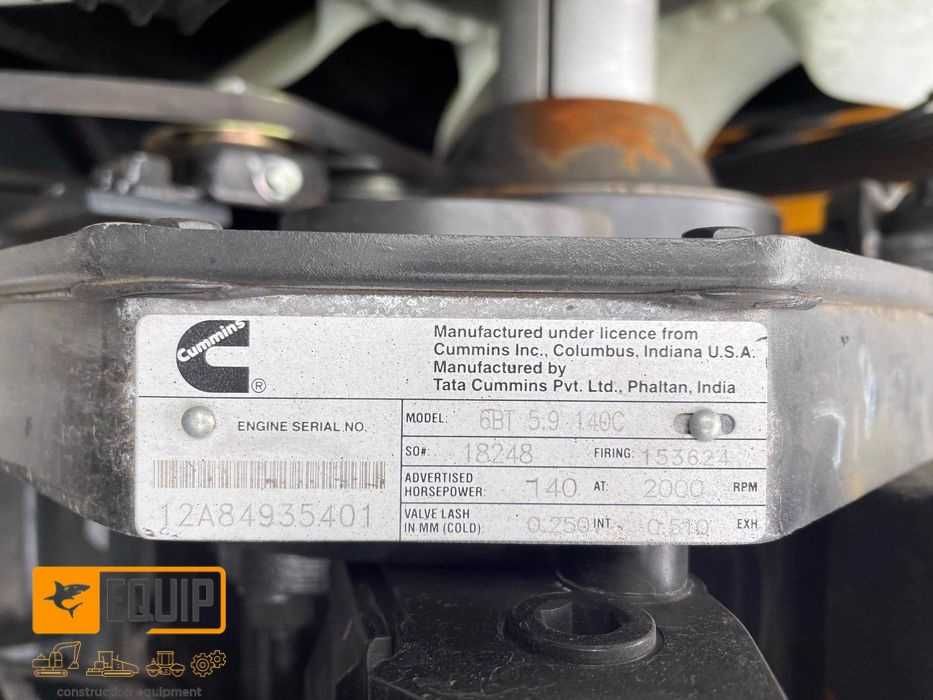 Cummins
®
Manufactured under licence from
Cummins Inc., Columbus, Indiana U.S.A.
Manufactured by
Tata Cummins Pvt. Ltd., Phaltan, India
ENGINE SERIAL NO.
12A84935401
MODEL: 6BT 5.9 140C
SO#: 18248 FIRING: 153624
ADVERTISED HORSEPOWER: 140 AT: 2000 RPM
VALVE LASH IN MM (COLD): 0.250 INT. 0.510 EXH
EQUIP
construction equipment